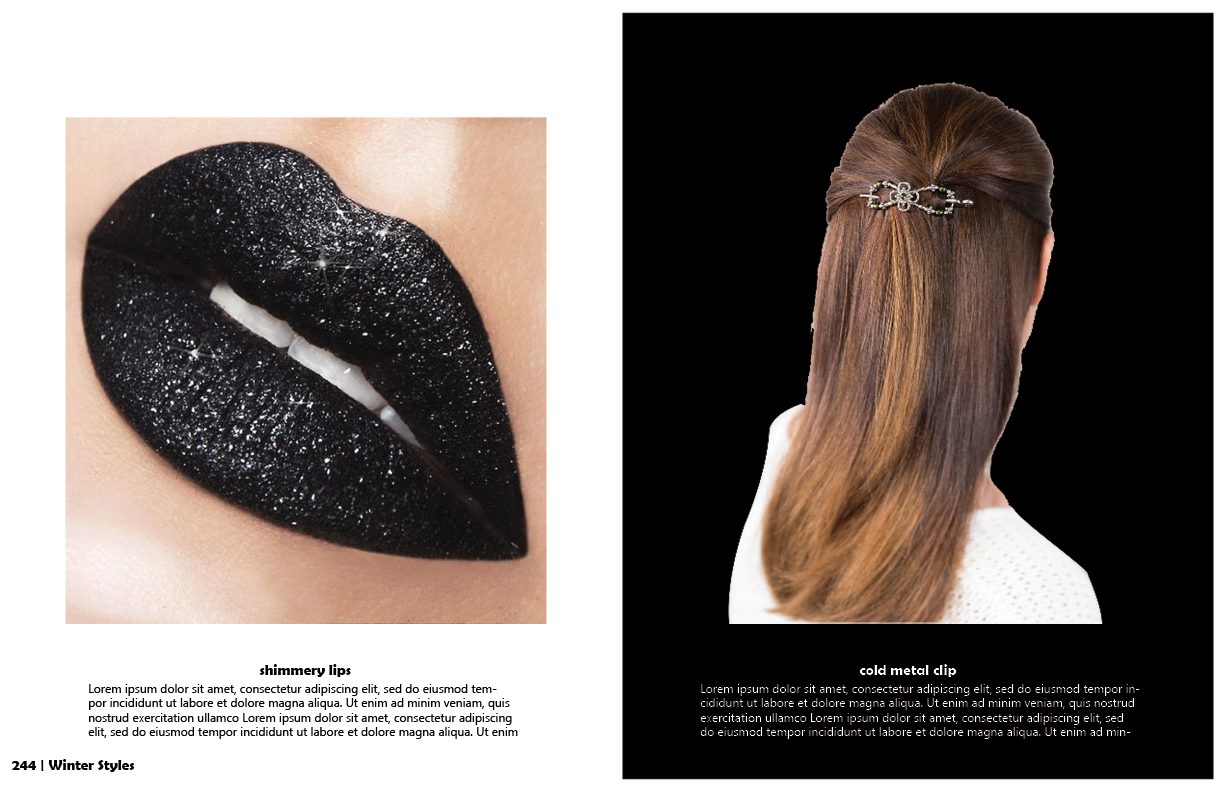 shimmery lips
Lorem ipsum dolor sit amet, consectetur adipiscing elit, sed do eiusmod tem-
por incididunt ut labore et dolore magna aliqua. Ut enim ad minim veniam, quis
nostrud exercitation ullamco Lorem ipsum dolor sit amet, consectetur adipiscing
elit, sed do eiusmod tempor incididunt ut labore et dolore magna aliqua. Ut enim
244 | Winter Styles
cold metal clip
Lorem ipsum dolor sit amet, consectetur adipiscing elit, sed do eiusmod tempor in-
cididunt ut labore et dolore magna aliqua. Ut enim ad minim veniam, quis nostrud
exercitation ullamco Lorem ipsum dolor sit amet, consectetur adipiscing elit, sed
do eiusmod tempor incididunt ut labore et dolore magna aliqua. Ut enim ad min-